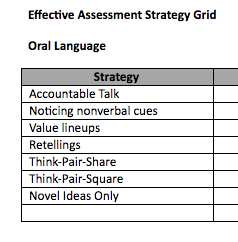 Effective Assessment Strategy Grid
Oral Language
Strategy
Accountable Talk
Noticing nonverbal cues
Value lineups
Retellings
Think-Pair-Share
Think-Pair-Square
Novel Ideas Only